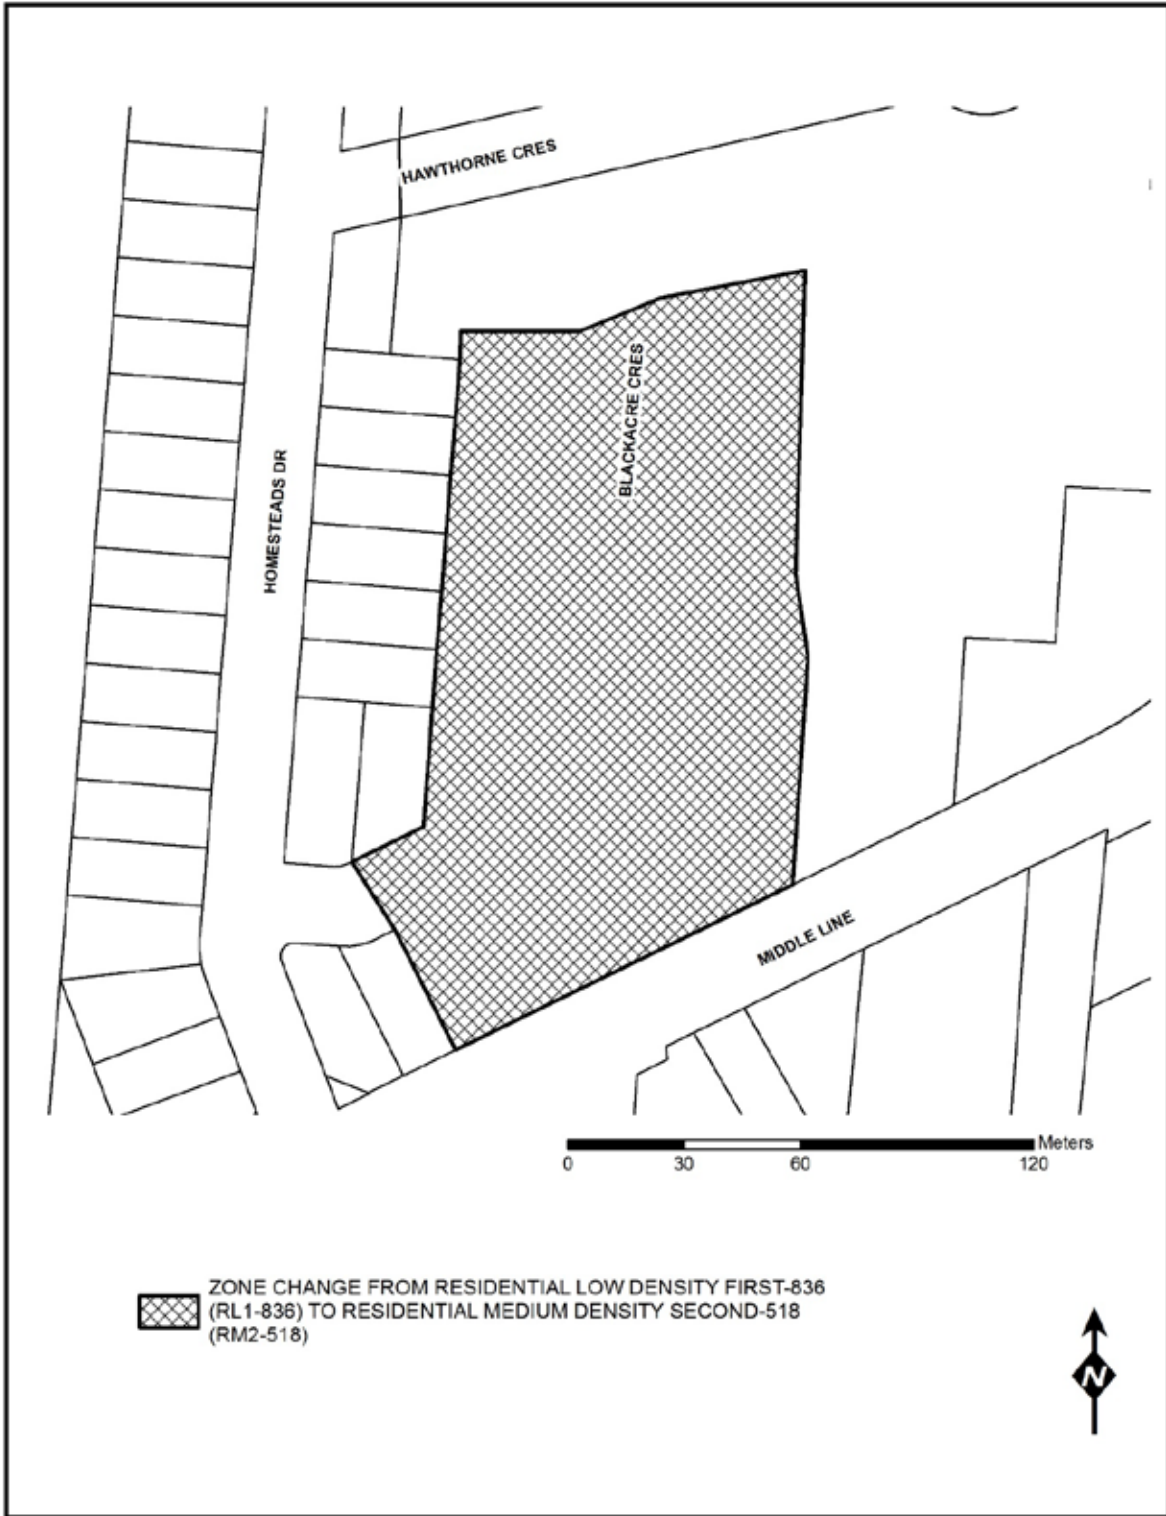 HAWTHORNE CRES
BLACKACRE CRES
HOMESTEADS DR
MIDDLE LINE
Meters
0 30 60 120
ZONE CHANGE FROM RESIDENTIAL LOW DENSITY FIRST-836
(RL1-836) TO RESIDENTIAL MEDIUM DENSITY SECOND-518
(RM2-518)
N